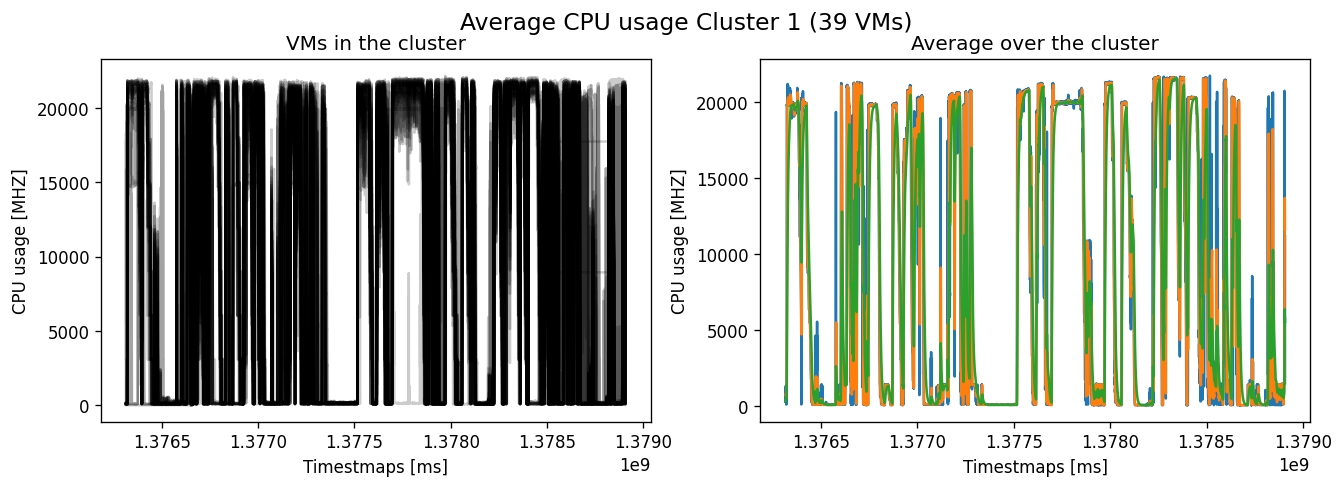 Average CPU usage Cluster 1 (39 VMs)
VMs in the cluster
CPU usage [MHZ]
20000
15000
10000
5000
0
1.3765 1.3770 1.3775 1.3780 1.3785 1.3790
1e9
Timestmaps [ms]
Average over the cluster
CPU usage [MHZ]
20000
15000
10000
5000
0
1.3765 1.3770 1.3775 1.3780 1.3785 1.3790
1e9
Timestmaps [ms]